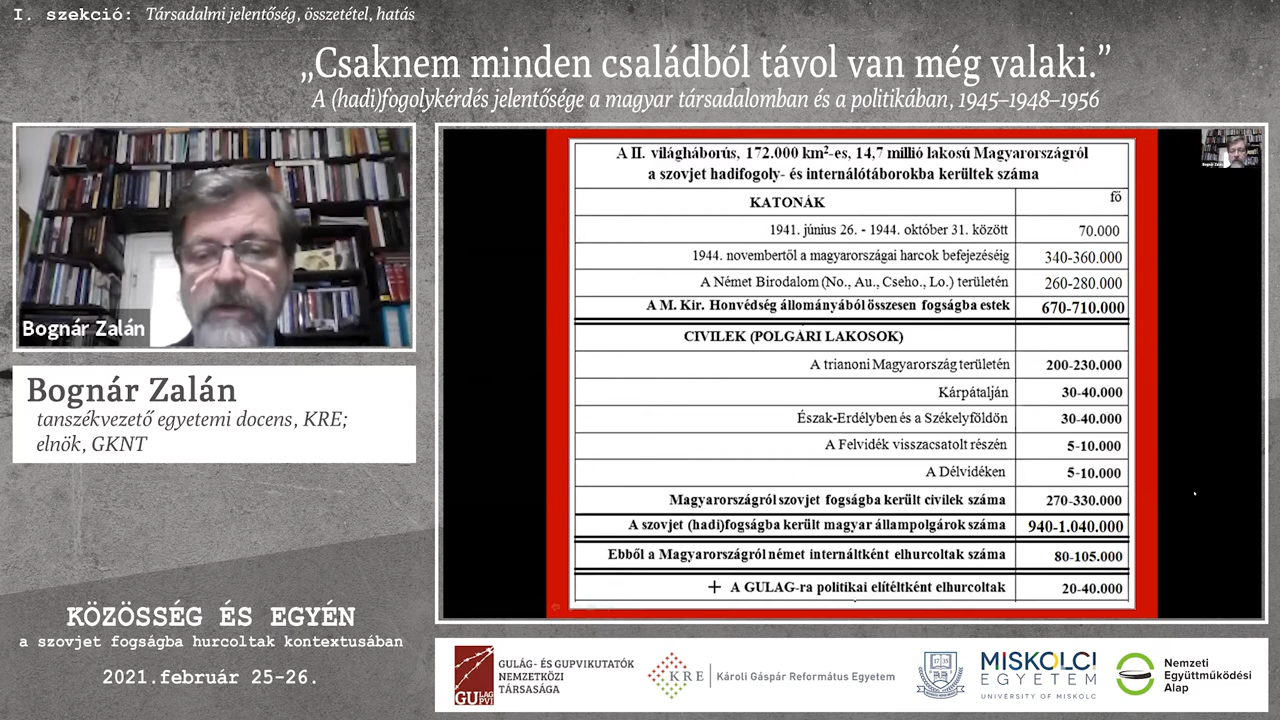 I. szekció: Társadalmi jelentőség, összetétel, hatás
„Csaknem minden családból távol van még valaki.”
A (hadi)fogolykérdés jelentősége a magyar társadalomban és a politikában, 1945–1948–1956
Bognár Zalán
Bognár Zalán
tanszékvezető egyetemi docens, KRE;
elnök, GKNT
KÖZÖSSÉG ÉS EGYÉN
a szovjet fogságba hurcoltak kontextusában
2021.február 25-26.
A II. világháborús, 172.000 km²-es, 14,7 millió lakosú Magyarországról
a szovjet hadifogoly- és internálótáborokba kerültek száma
KATONÁK fő
1941. június 26. - 1944. október 31. között 70.000
1944. novembertől a magyarországi harcok befejezéséig 340-360.000
A Német Birodalom (No., Au., Cseho., Lo.) területén 260-280.000
A M. Kir. Honvédség állományából összesen fogságba estek 670-710.000
CIVILEK (POLGÁRI LAKOSOK)
A trianoni Magyarország területén 200-230.000
Kárpátalján 30-40.000
Észak-Erdélyben és a Székelyföldön 30-40.000
A Felvidék visszacsatolt részén 5-10.000
A Délvidéken 5-10.000
Magyarországról szovjet fogságba került civilek száma 270-330.000
A szovjet (hadi)fogságba került magyar állampolgárok száma 940-1.040.000
Ebből a Magyarországról német internáltként elhurcoltak száma 80-105.000
+ A GULAG-ra politikai elítéltként elhurcoltak 20-40.000
GULÁG- ÉS GUPVIKUTATÓK
NEMZETKÖZI
TÁRSASÁGA
KRE
Károli Gáspár Református Egyetem
MISKOLCI
EGYETEM
UNIVERSITY OF MISKOLC
Nemzeti
Együttműködési
Alap